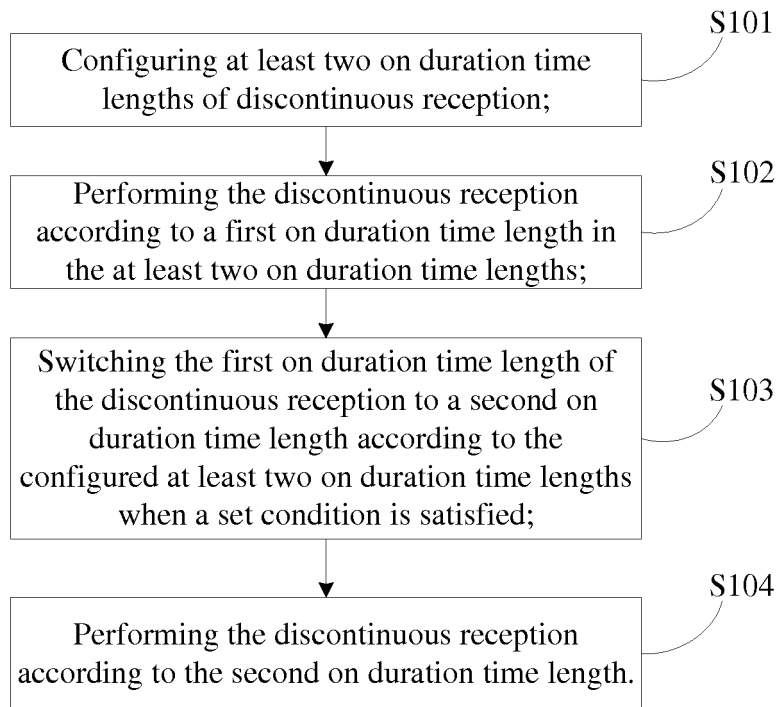 S101
Configuring at least two on duration time
lengths of discontinuous reception;
S102
Performing the discontinuous reception
according to a first on duration time length in
the at least two on duration time lengths;
S103
Switching the first on duration time length of
the discontinuous reception to a second on
duration time length according to the
configured at least two on duration time lengths
when a set condition is satisfied;
S104
Performing the discontinuous reception
according to the second on duration time length.